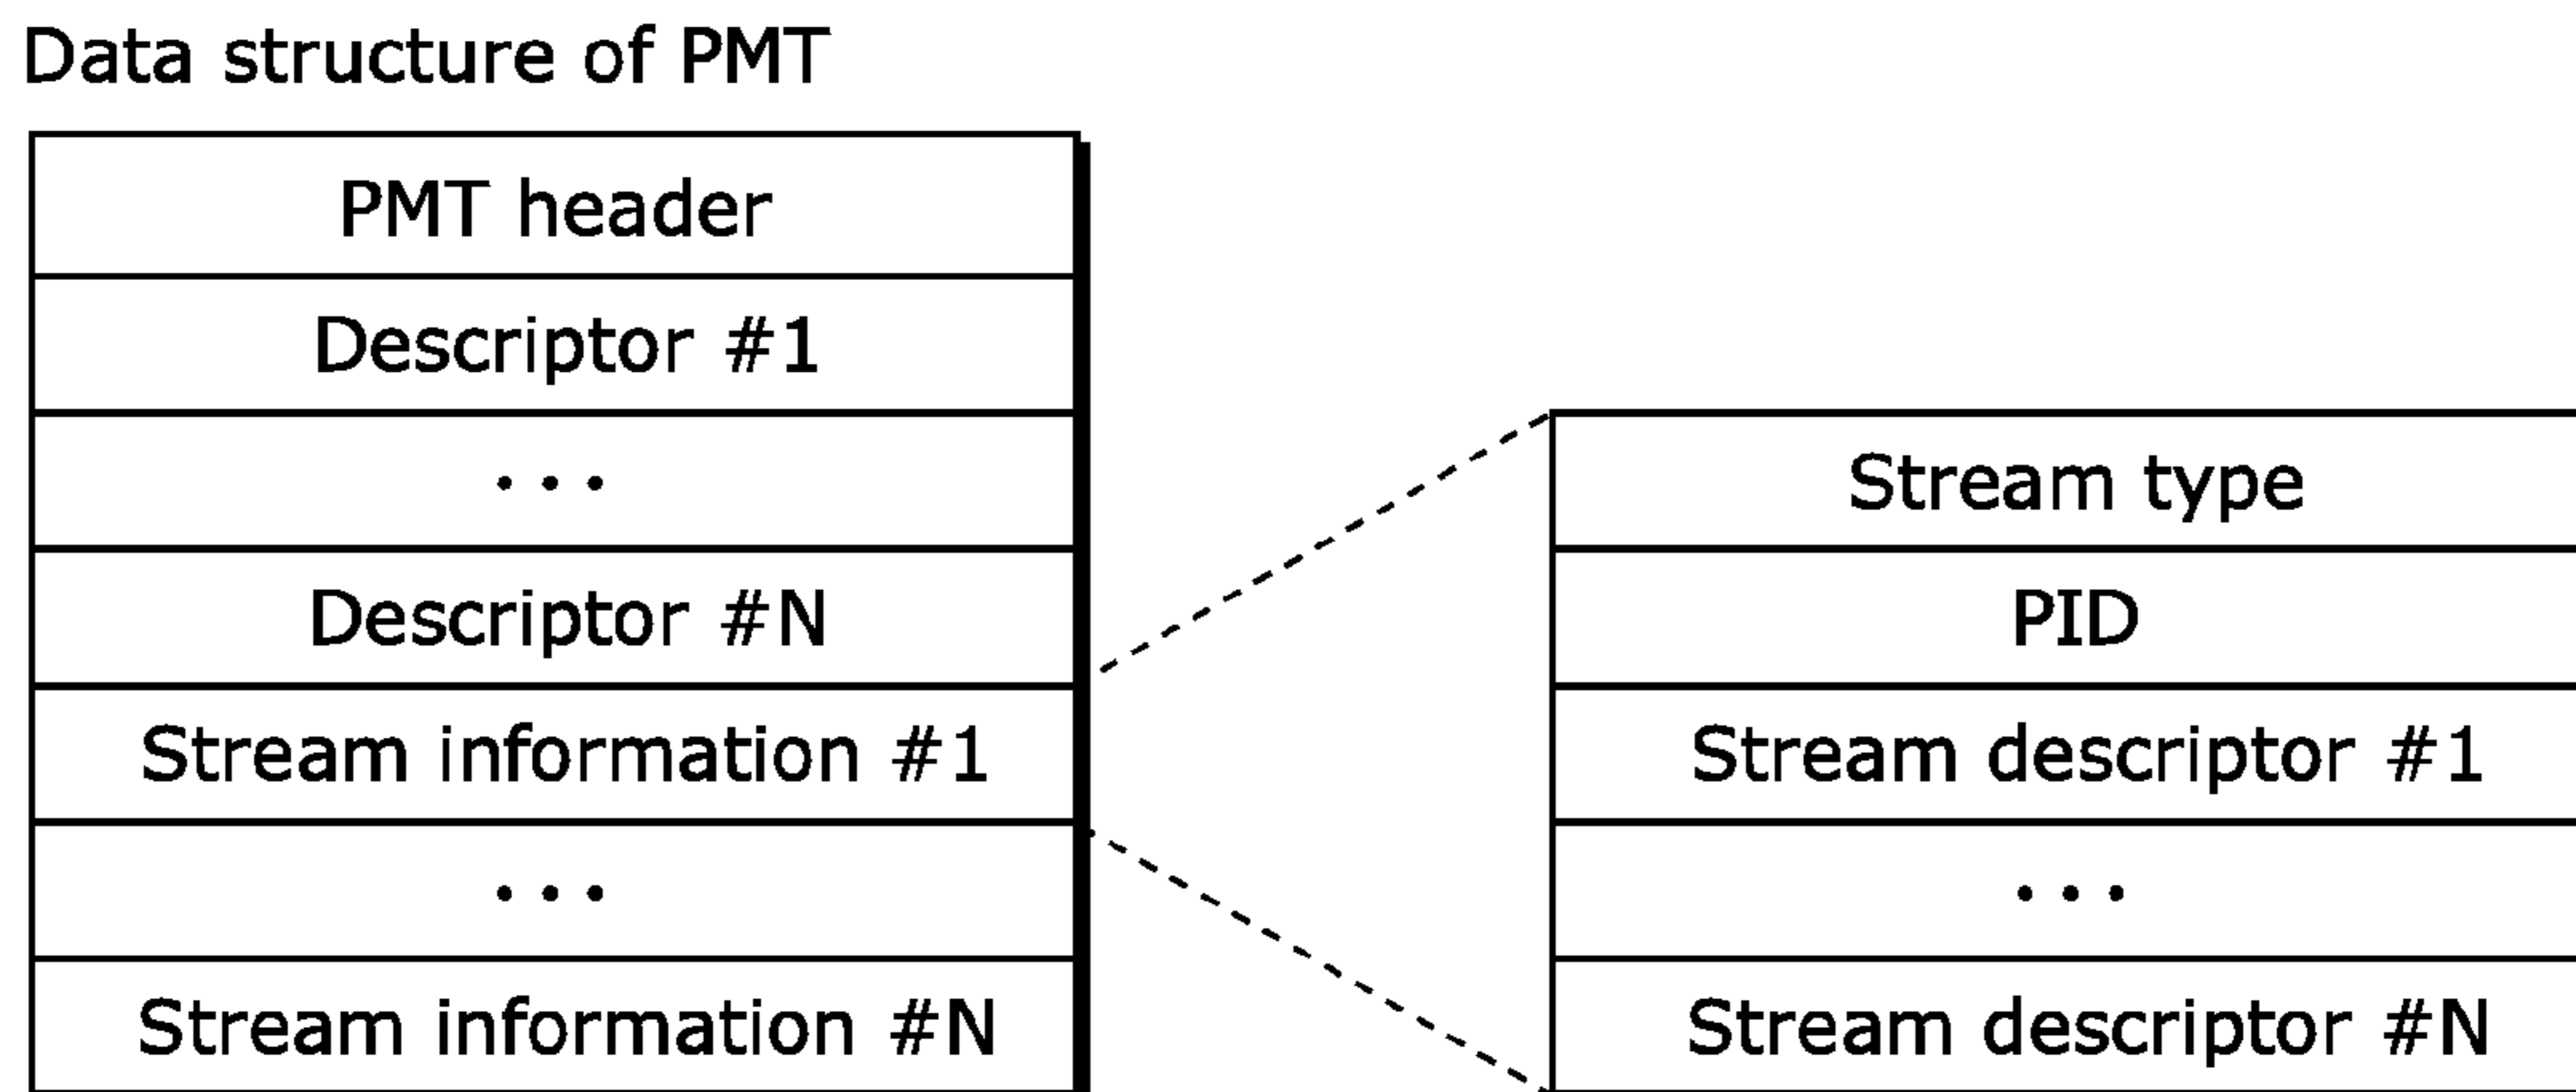 Data structure of PMT
PMT header
Descriptor #1
...
Descriptor #N
Stream information #1
...
Stream information #N
Stream type
PID
Stream descriptor #1
...
Stream descriptor #N